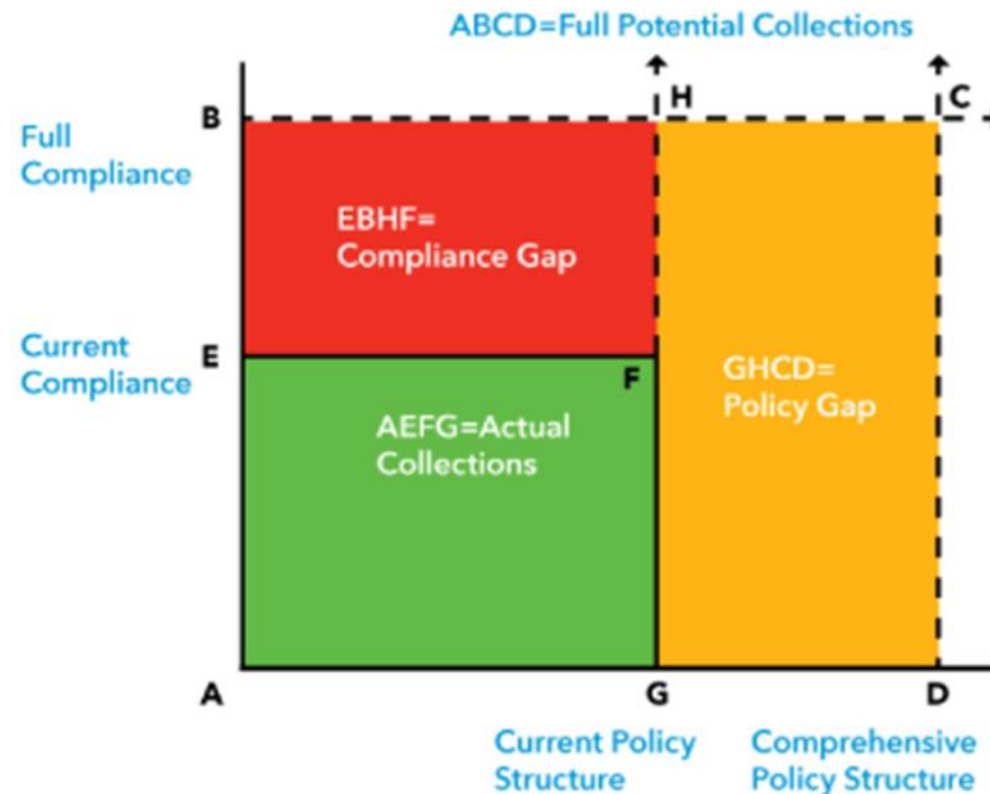 ABCD=Full Potential Collections
H
C
B
Full
Compliance
EBHF=
Compliance Gap
Current
Compliance
E
F
GHCD=
Policy Gap
AEFG=Actual
Collections
A
G
D
Current Policy
Structure
Comprehensive
Policy Structure